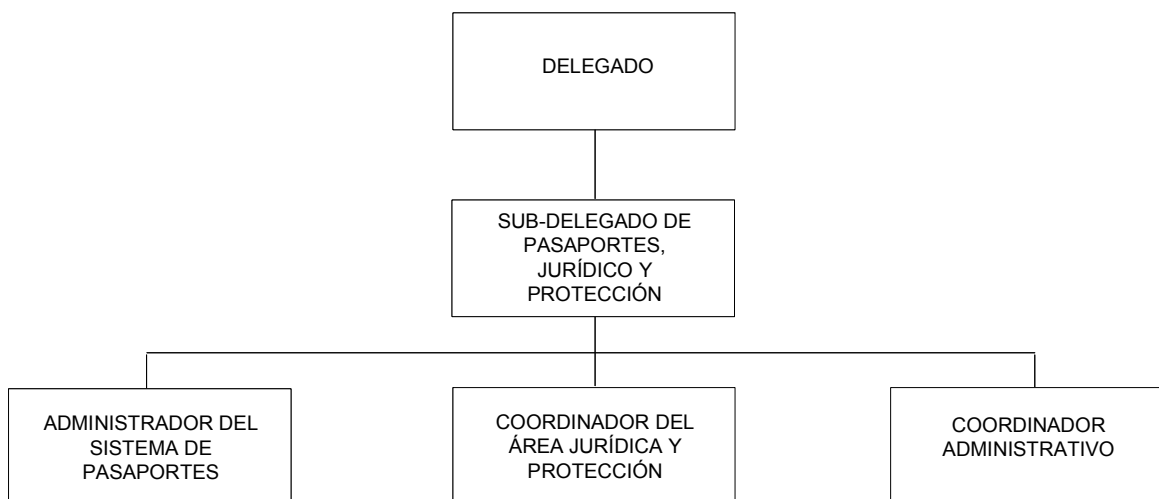 DELEGADO
SUB-DELEGADO DE
PASAPORTES,
JURÍDICO Y
PROTECCIÓN
ADMINISTRADOR DEL
SISTEMA DE
PASAPORTES
COORDINADOR DEL
ÁREA JURÍDICA Y
PROTECCIÓN
COORDINADOR
ADMINISTRATIVO